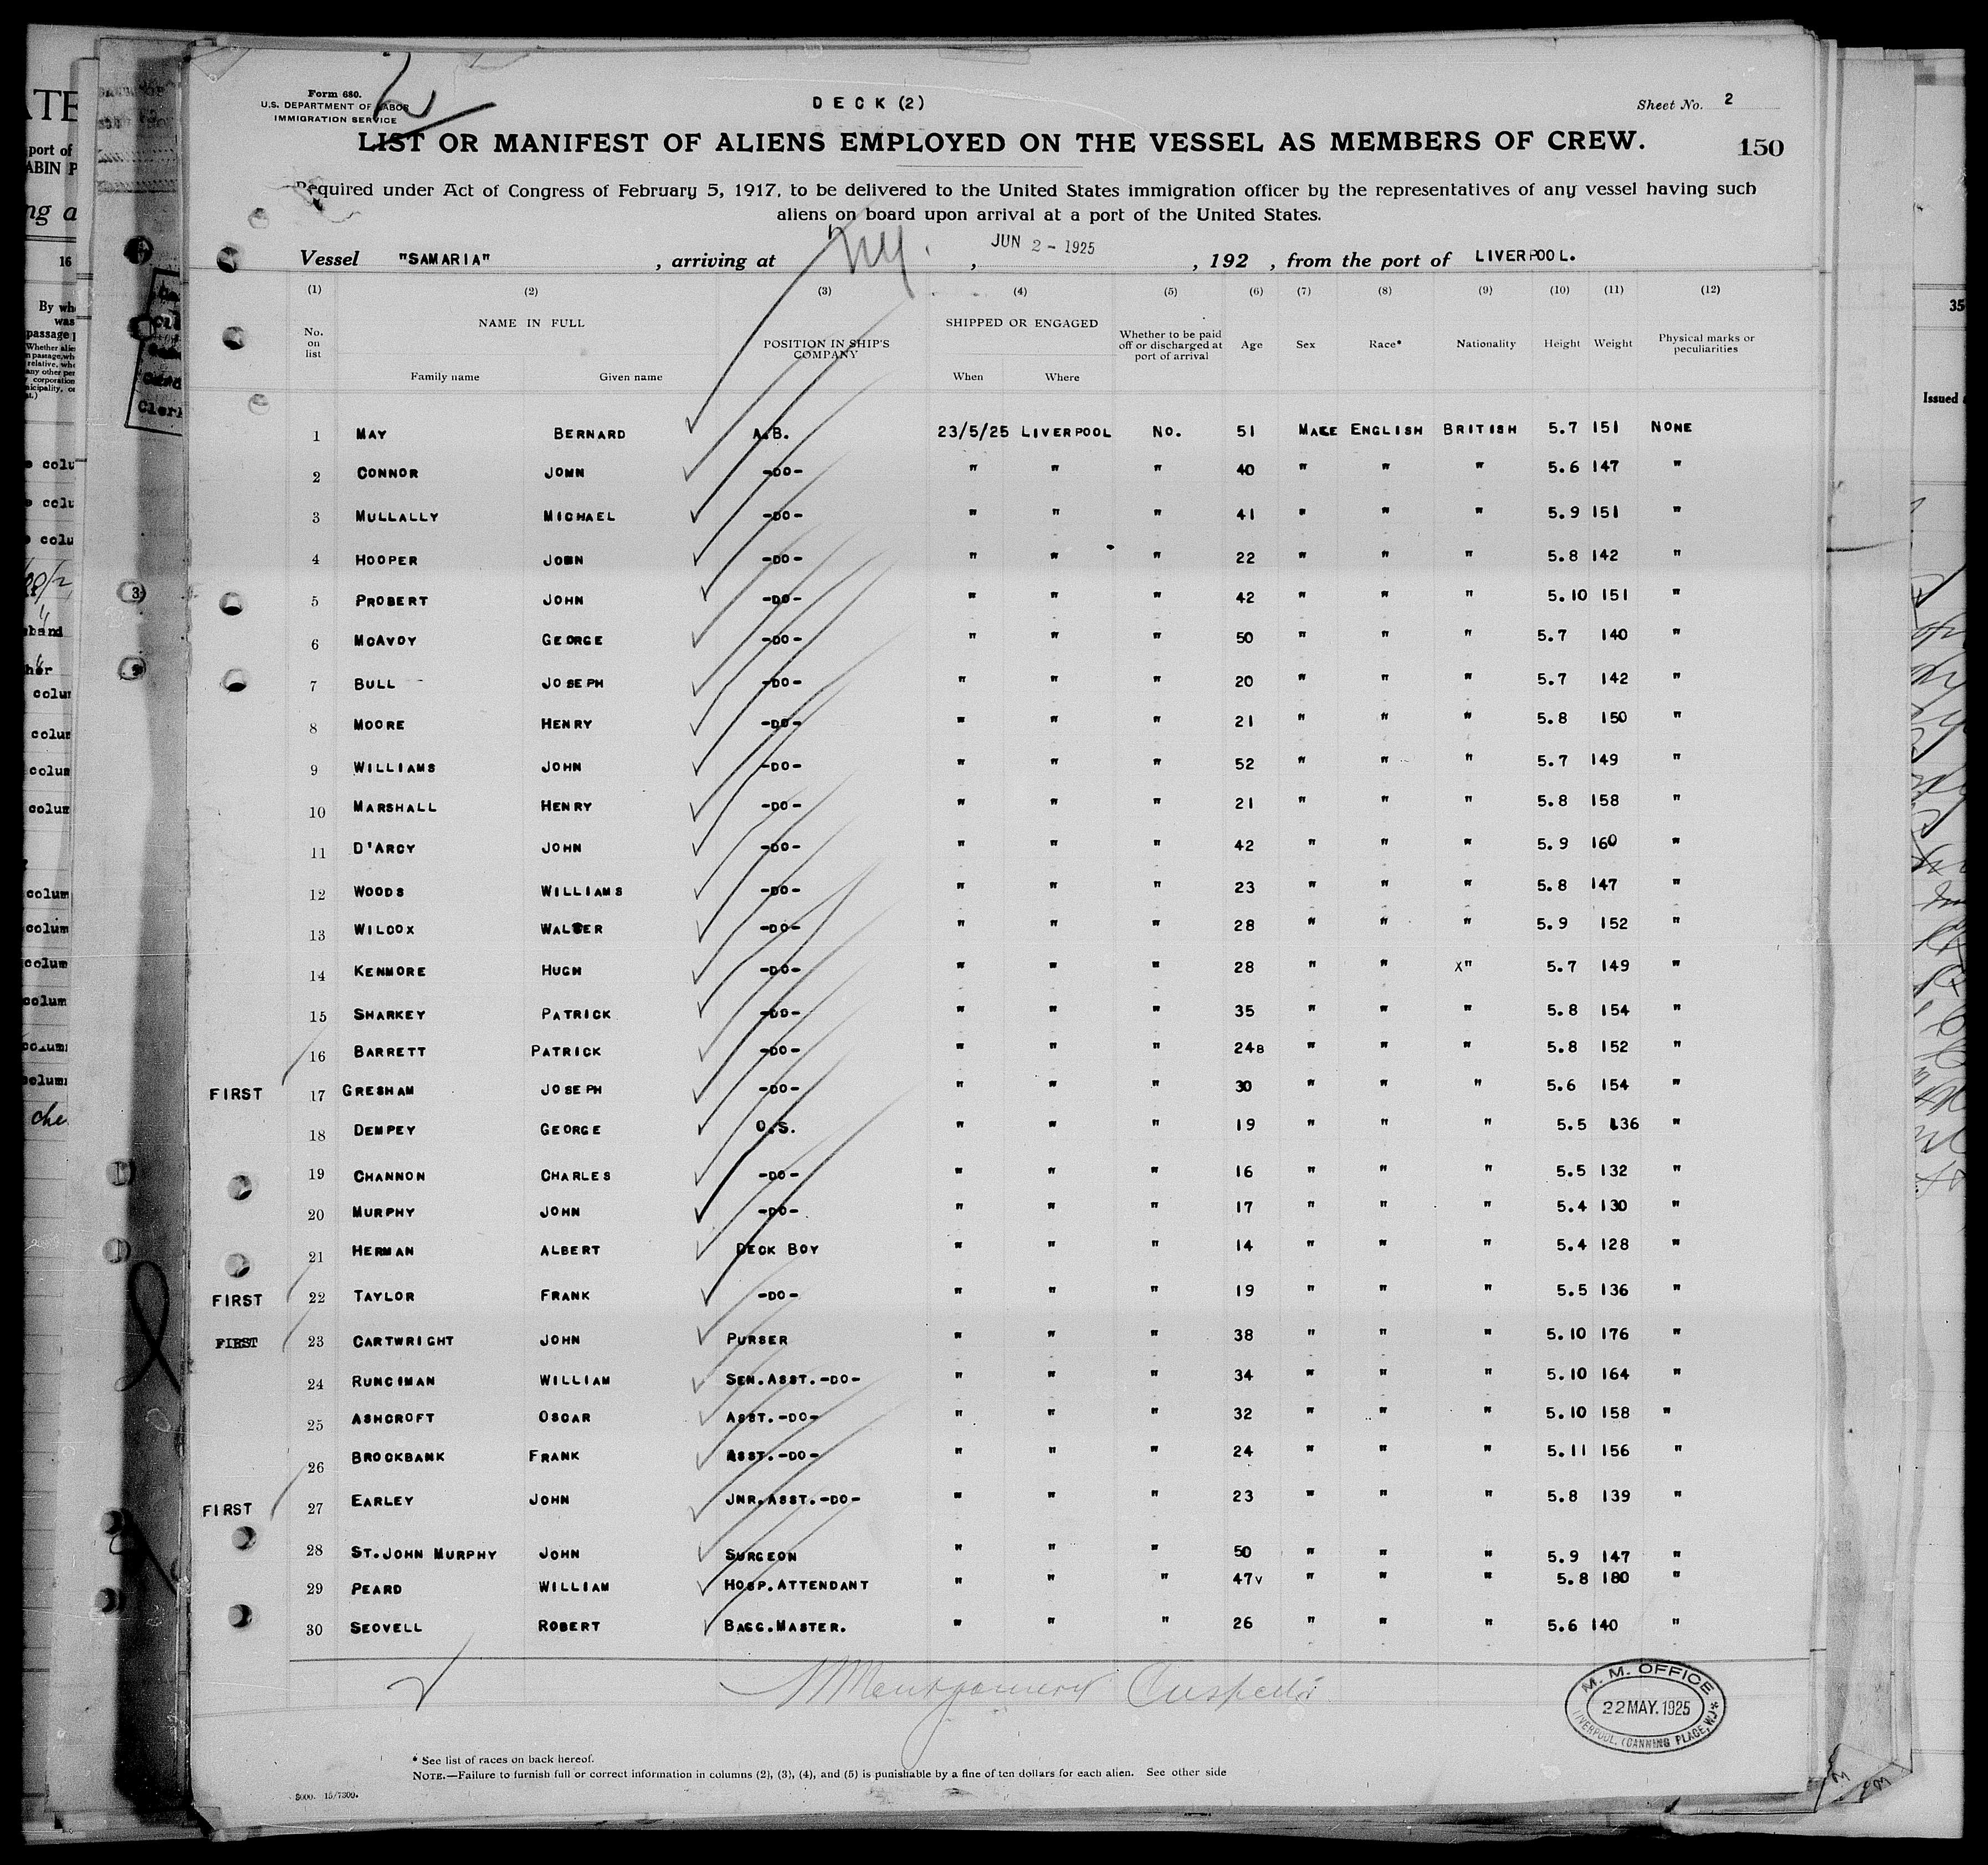 Form 680.
U.S. DEPARTMENT OF LABOR
IMMIGRATION SERVICE
2
DECK (2)
Sheet No. 2
LIST OR MANIFEST OF ALIENS EMPLOYED ON THE VESSEL AS MEMBERS OF CREW.
150
Required under Act of Congress of February 5, 1917, to be delivered to the United States immigration officer by the representatives of any vessel having such
aliens on board upon arrival at a port of the United States.
Vessel "SAMARIA", arriving at N.Y., JUN 2 - 1925, 192 , from the port of LIVERPOOL.
(1) (2) (3) (4) (5) (6) (7) (8) (9) (10) (11) (12)
No. on list NAME IN FULL Family name Given name POSITION IN SHIP'S COMPANY SHIPPED OR ENGAGED When Where Whether to be paid off or discharged at port of arrival Age Sex Race* Nationality Height Weight Physical marks or peculiarities
1 MAY BERNARD A.B. 23/5/25 LIVERPOOL NO. 51 MALE ENGLISH BRITISH 5.7 151 NONE
2 CONNOR JOHN -DO- " " " 40 " " " 5.6 147 "
3 MULLALLY MICHAEL -DO- " " " 41 " " " 5.9 151 "
4 HOOPER JOHN -DO- " " " 22 " " " 5.8 142 "
5 PROBERT JOHN -DO- " " " 42 " " " 5.10 151 "
6 MCAVOY GEORGE -DO- " " " 50 " " " 5.7 140 "
7 BULL JOSEPH -DO- " " " 20 " " " 5.7 142 "
8 MOORE HENRY -DO- " " " 21 " " " 5.8 150 "
9 WILLIAMS JOHN -DO- " " " 52 " " " 5.7 149 "
10 MARSHALL HENRY -DO- " " " 21 " " " 5.8 158 "
11 D'ARCY JOHN -DO- " " " 42 " " " 5.9 160 "
12 WOODS WILLIAMS -DO- " " " 23 " " " 5.8 147 "
13 WILCOX WALTER -DO- " " " 28 " " " 5.9 152 "
14 KENMORE HUGH -DO- " " " 28 " " X" 5.7 149 "
15 SHARKEY PATRICK -DO- " " " 35 " " " 5.8 154 "
16 BARRETT PATRICK -DO- " " " 248 " " " 5.8 152 "
FIRST 17 GRESHAM JOSEPH -DO- " " " 30 " " " 5.6 154 "
18 DEMPEY GEORGE O.S. " " " 19 " " " 5.5 136 "
19 CHANNON CHARLES -DO- " " " 16 " " " 5.5 132 "
20 MURPHY JOHN -DO- " " " 17 " " " 5.4 130 "
21 HERMAN ALBERT DECK BOY " " " 14 " " " 5.4 128 "
FIRST 22 TAYLOR FRANK -DO- " " " 19 " " " 5.5 136 "
FIRST 23 CARTWRIGHT JOHN PURSER " " " 38 " " " 5.10 176 "
24 RUNCIMAN WILLIAM SEN.ASST.-DO- " " " 34 " " " 5.10 164 "
25 ASHCROFT OSCAR ASST.-DO- " " " 32 " " " 5.10 158 "
26 BROCKBANK FRANK ASST.-DO- " " " 24 " " " 5.11 156 "
FIRST 27 EARLEY JOHN JNR.ASST.-DO- " " " 23 " " " 5.8 139 "
28 ST.JOHN MURPHY JOHN SURGEON " " " 50 " " " 5.9 147 "
29 PEARD WILLIAM HOSP.ATTENDANT " " " 47v " " " 5.8 180 "
30 SEOVELL ROBERT BAGG.MASTER. " " " 26 " " " 5.6 140 "
Montgomery Inspector
M. M. OFFICE
22 MAY. 1925
LIVERPOOL, (CANNING PLACE, W.)
* See list of races on back hereof.
NOTE.—Failure to furnish full or correct information in columns (2), (3), (4), and (5) is punishable by a fine of ten dollars for each alien. See other side